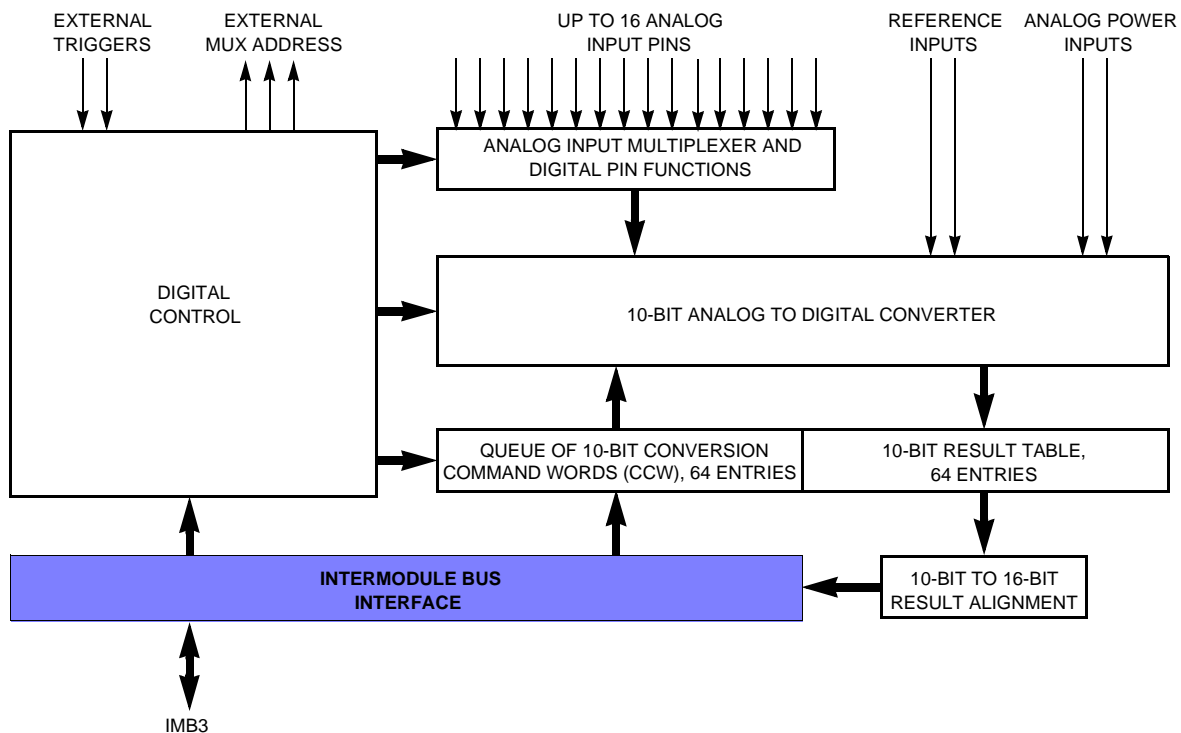 EXTERNAL
TRIGGERS
EXTERNAL
MUX ADDRESS
UP TO 16 ANALOG
INPUT PINS
REFERENCE
INPUTS
ANALOG POWER
INPUTS
ANALOG INPUT MULTIPLEXER AND
DIGITAL PIN FUNCTIONS
DIGITAL
CONTROL
10-BIT ANALOG TO DIGITAL CONVERTER
QUEUE OF 10-BIT CONVERSION
COMMAND WORDS (CCW), 64 ENTRIES
10-BIT RESULT TABLE,
64 ENTRIES
INTERMODULE BUS
INTERFACE
10-BIT TO 16-BIT
RESULT ALIGNMENT
IMB3